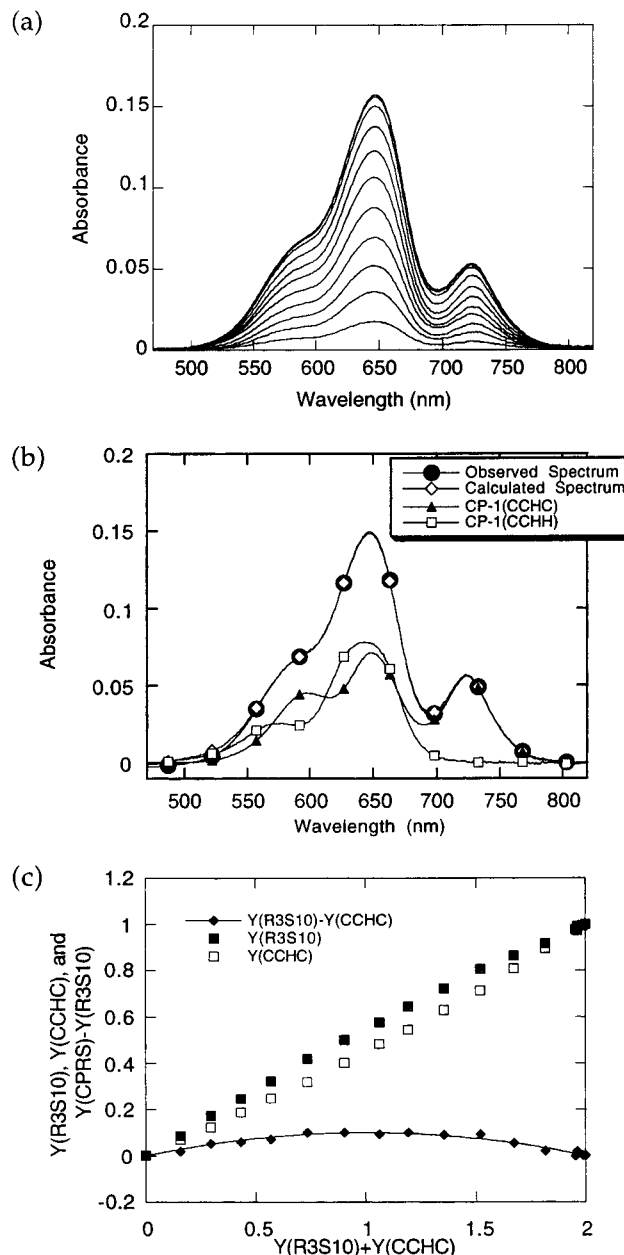 (a)
0.2
0.15
0.1
0.05
0
Absorbance
500 550 600 650 700 750 800
Wavelength (nm)
(b)
0.2
0.15
0.1
0.05
0
Absorbance
Observed Spectrum
Calculated Spectrum
CP-1(CCHC)
CP-1(CCHH)
500 550 600 650 700 750 800
Wavelength (nm)
(c)
1.2
1
0.8
0.6
0.4
0.2
0
-0.2
Y(R3S10), Y(CCHC), and
Y(CPRS)-Y(R3S10)
Y(R3S10)-Y(CCHC)
Y(R3S10)
Y(CCHC)
0 0.5 1 1.5 2
Y(R3S10)+Y(CCHC)